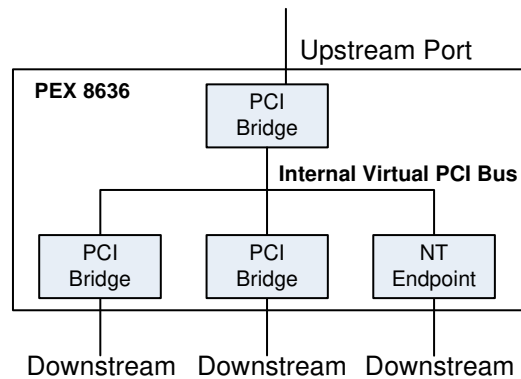 Upstream Port
PEX 8636
PCI
Bridge
Internal Virtual PCI Bus
PCI
Bridge
PCI
Bridge
NT
Endpoint
Downstream
Downstream
Downstream